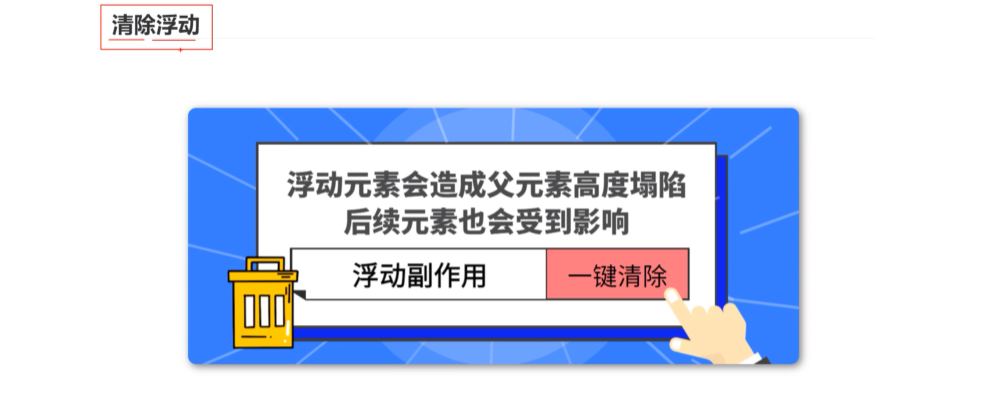 清除浮动
浮动元素会造成父元素高度塌陷
后续元素也会受到影响
浮动副作用
一键清除